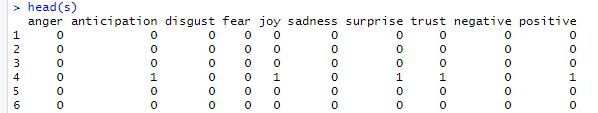 > head(s)
anger anticipation disgust fear joy sadness surprise trust negative positive
1 0 0 0 0 0 0 0 0 0 0
2 0 0 0 0 0 0 0 0 0 0
3 0 0 0 0 0 0 0 0 0 0
4 0 1 0 0 1 0 1 1 0 1
5 0 0 0 0 0 0 0 0 0 0
6 0 0 0 0 0 0 0 0 0 0